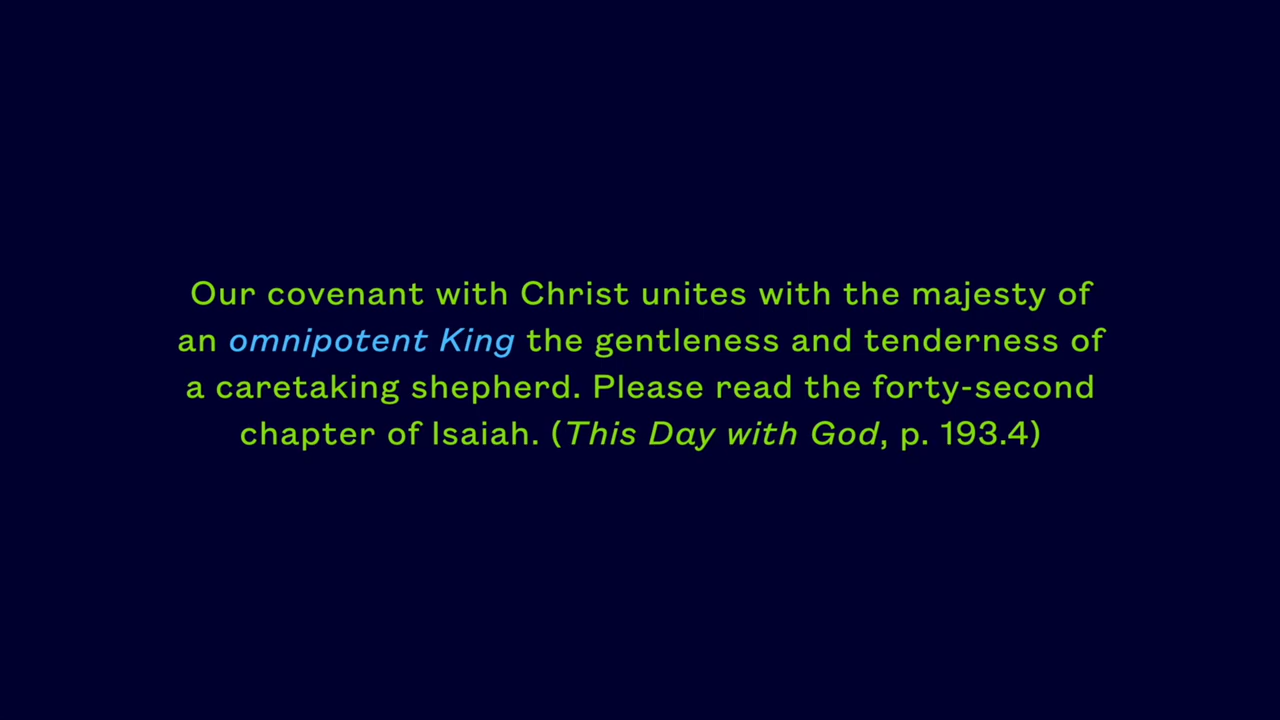 Our covenant with Christ unites with the majesty of
an omnipotent King the gentleness and tenderness of
a caretaking shepherd. Please read the forty-second
chapter of Isaiah. (This Day with God, p. 193.4)